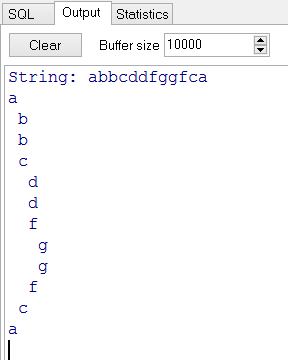 SQL Output Statistics
Clear Buffer size 10000
String: abbcddfggfca
a
b
b
c
d
d
f
g
g
f
c
a